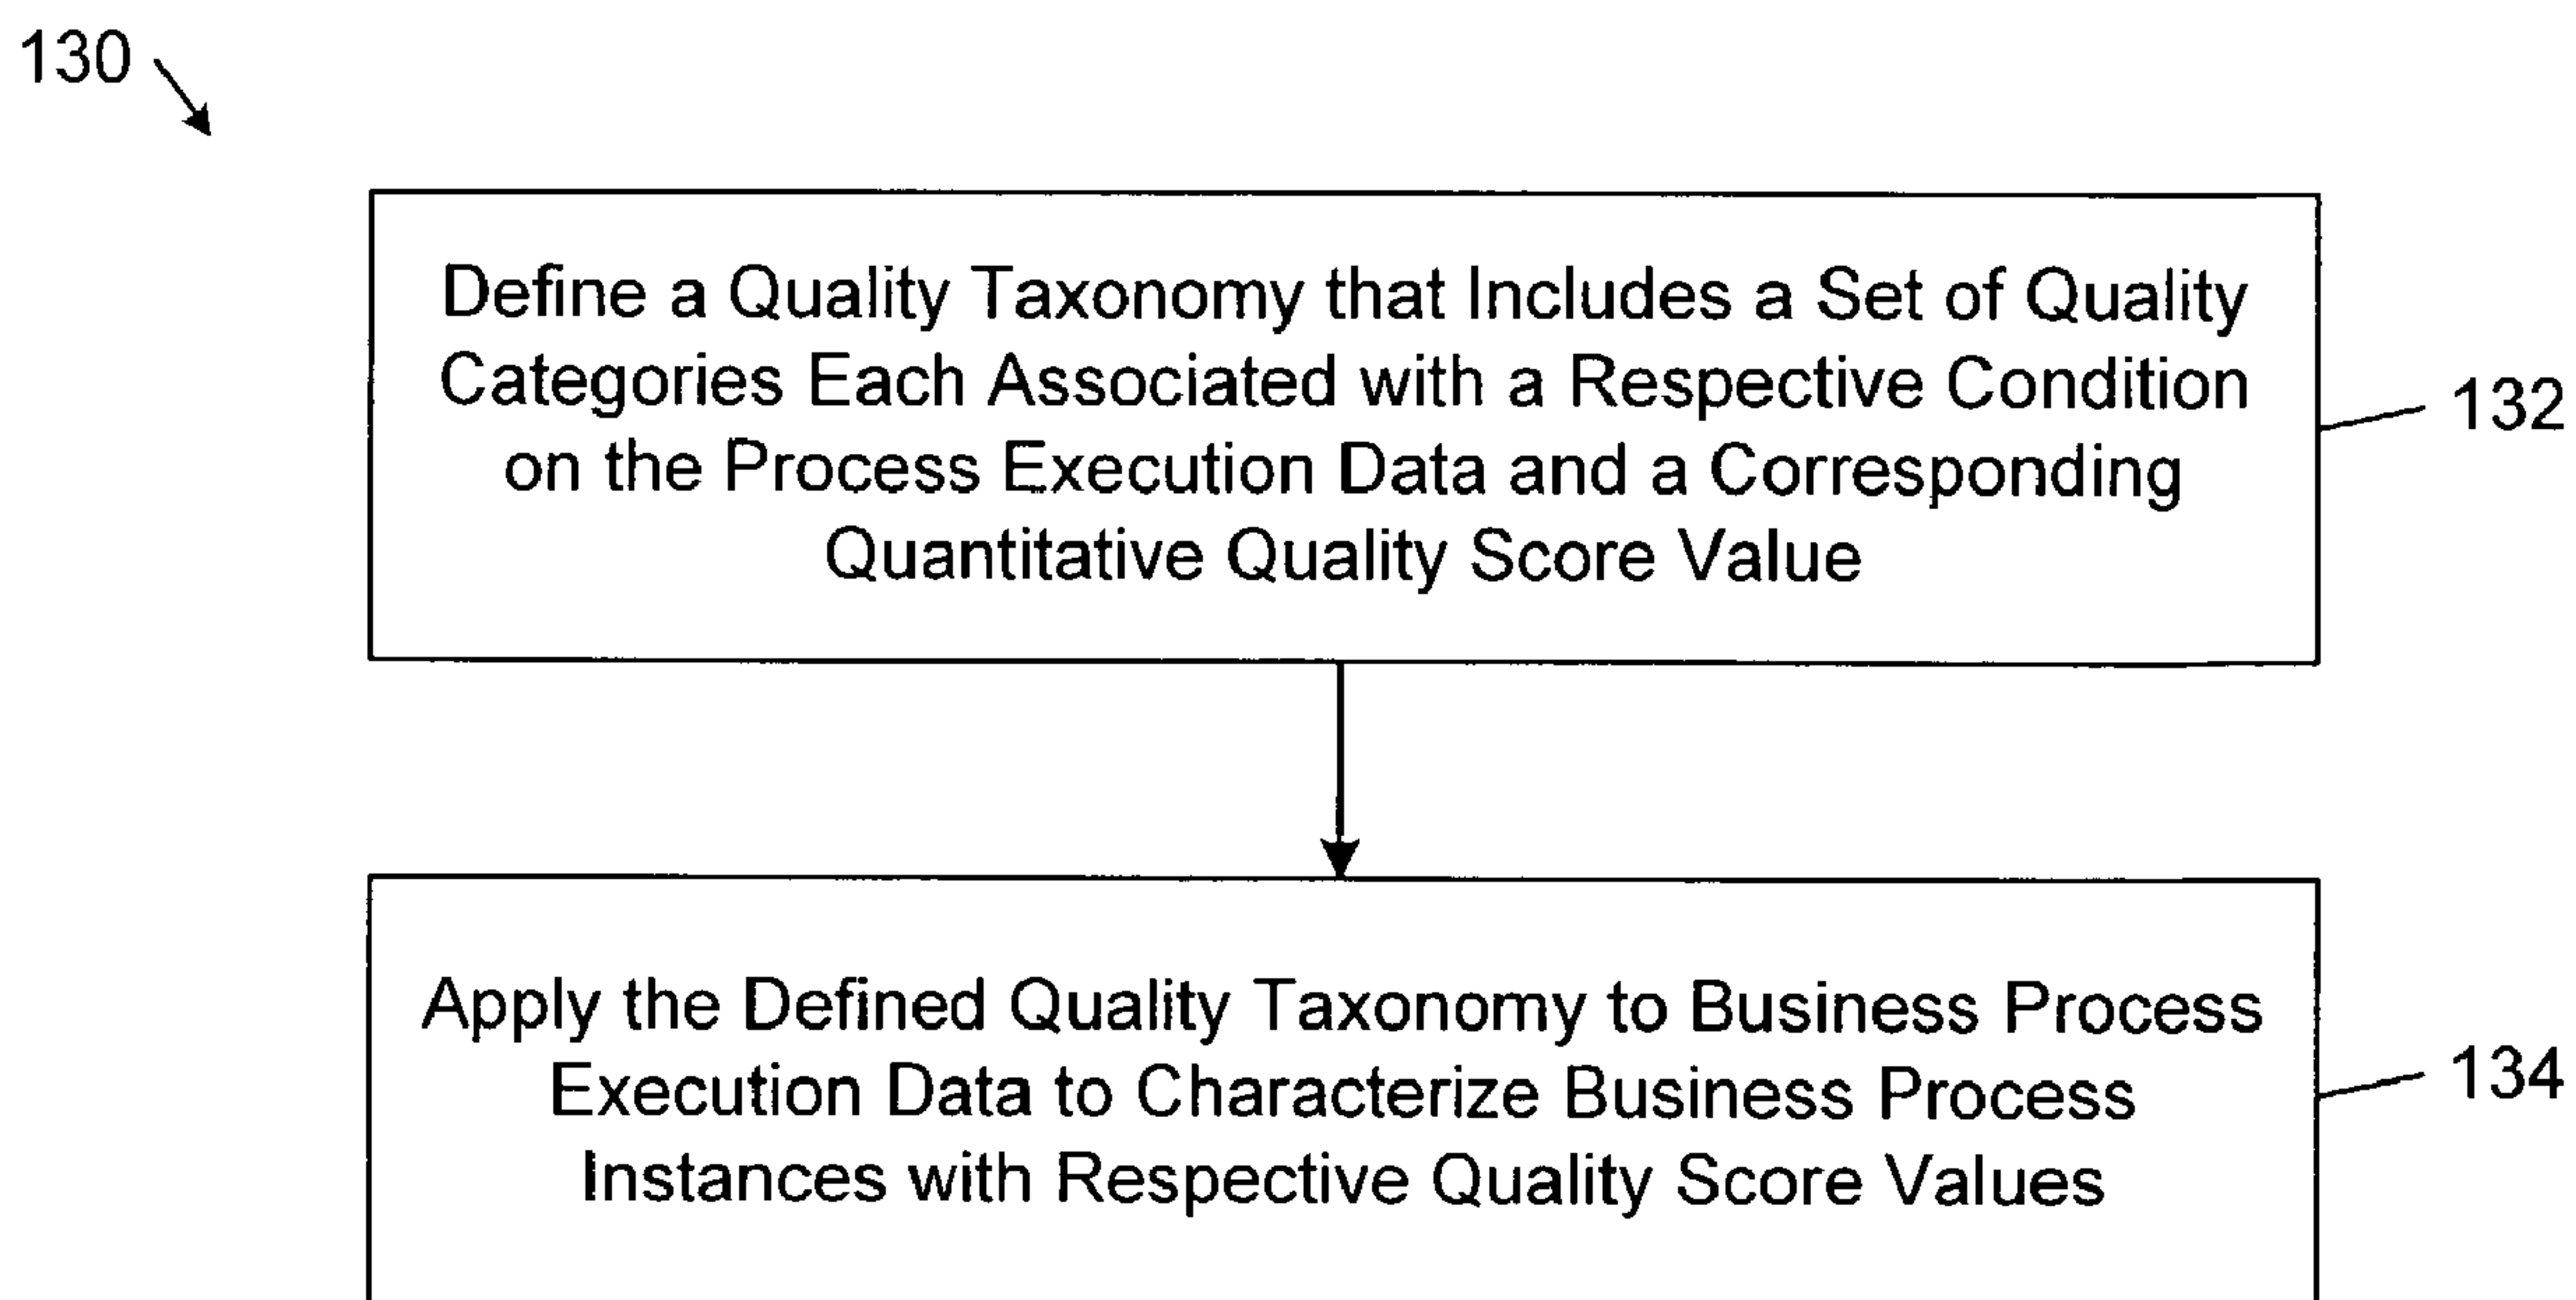 130
Define a Quality Taxonomy that Includes a Set of Quality
Categories Each Associated with a Respective Condition
on the Process Execution Data and a Corresponding
Quantitative Quality Score Value
132
Apply the Defined Quality Taxonomy to Business Process
Execution Data to Characterize Business Process
Instances with Respective Quality Score Values
134